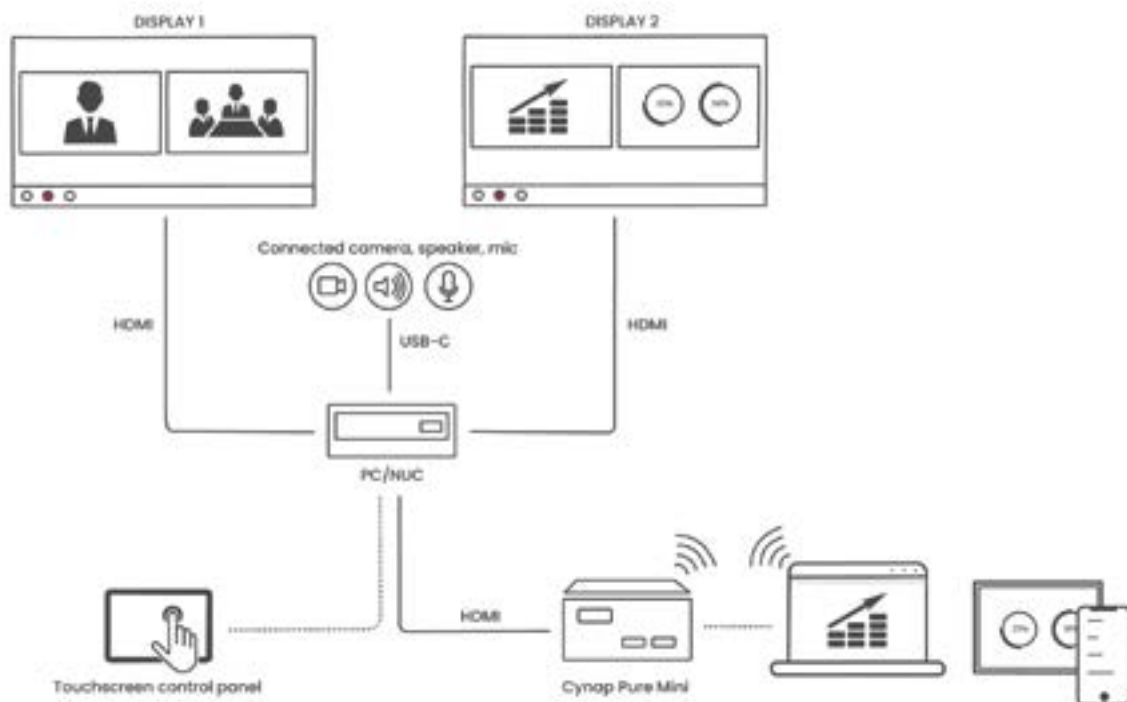 DISPLAY 1
DISPLAY 2
Connected camera, speaker, mic
HDMI
HDMI
USB-C
PC/NUC
HDMI
Touchscreen control panel
Cynap Pure Mini